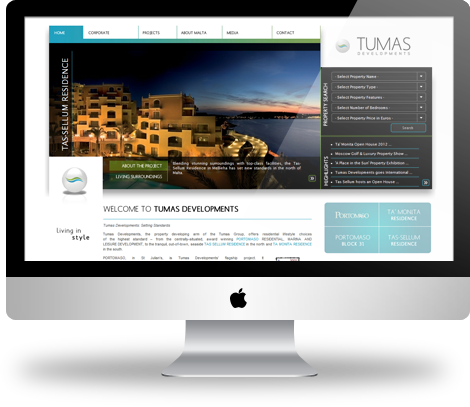 HOME CORPORATE PROJECTS ABOUT MALTA MEDIA CONTACT
TUMAS
DEVELOPMENTS
TAS-SELLUM RESIDENCE
PROPERTY SEARCH
- Select Property Name -
- Select Property Type -
- Select Property Features -
- Select Number of Bedrooms -
- Select Property Price in Euros -
Search
HIGHLIGHTS
Ta' Monita Open House 2012 ...
Moscow Golf & Luxury Property Show ...
'A Place in the Sun' Property Exhibition ...
Tumas Developments goes international ...
Tas-Sellum hosts an Open House ...
ABOUT THE PROJECT
LIVING SURROUNDINGS
Blending stunning surroundings with top-class facilities, the Tas-
Sellum Residence in Mellieha has set new standards in the north of
Malta.
living in
style
WELCOME TO TUMAS DEVELOPMENTS
Tumas Developments: Setting Standards
Tumas Developments, the property developing arm of the Tumas Group, offers residential lifestyle choices
of the highest standard – from the centrally-situated, award winning PORTOMASO RESIDENTIAL, MARINA AND
LEISURE DEVELOPMENT, to the tranquil, out-of-town, seaside TAS-SELLUM RESIDENCE in the north and TA' MONITA RESIDENCE
in the south.
PORTOMASO in St Julian's, is Tumas Developments' flagship project. It
PORTOMASO
TA' MONITA
RESIDENCE
PORTOMASO
BLOCK 31
TAS-SELLUM
RESIDENCE